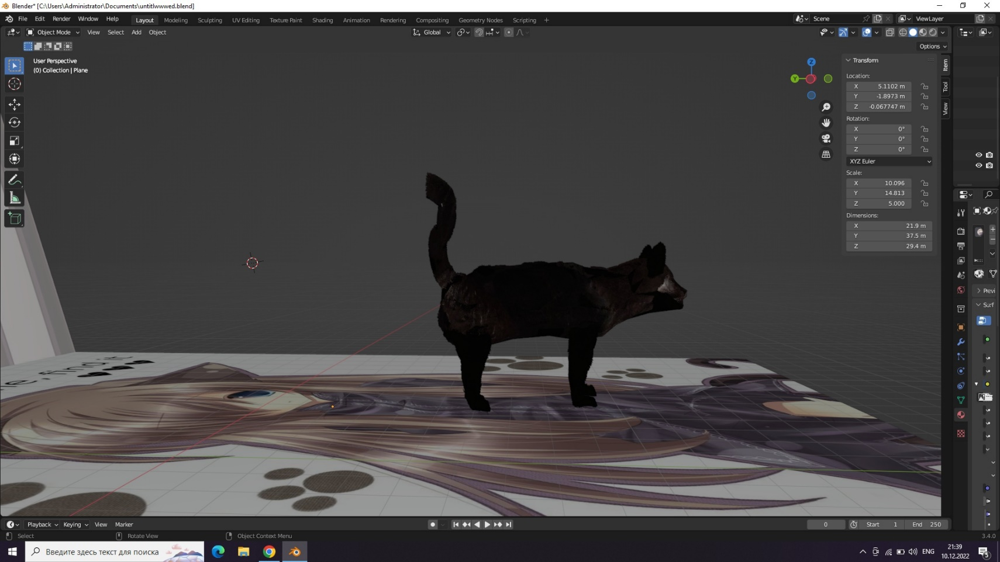 Blender* [C:\Users\Administrator\Documents\untitlwwwed.blend]
File Edit Render Window Help
Layout Modeling Sculpting UV Editing Texture Paint Shading Animation Rendering Compositing Geometry Nodes Scripting +
Scene
ViewLayer
Object Mode View Select Add Object
Global
Options
User Perspective
(0) Collection | Plane
Z
Y
Transform
Location:
X 5.1102 m
Y -1.8973 m
Z -0.067747 m
Rotation:
X 0°
Y 0°
Z 0°
XYZ Euler
Scale:
X 10.096
Y 14.813
Z 5.000
Dimensions:
X 21.9 m
Y 37.5 m
Z 29.4 m
Item
Tool
View
Previ
Surf
Playback Keying View Marker
0
Start 1
End 250
Select
Rotate View
Object Context Menu
3.4.0
Введите здесь текст для поиска
ENG
21:39
10.12.2022
5